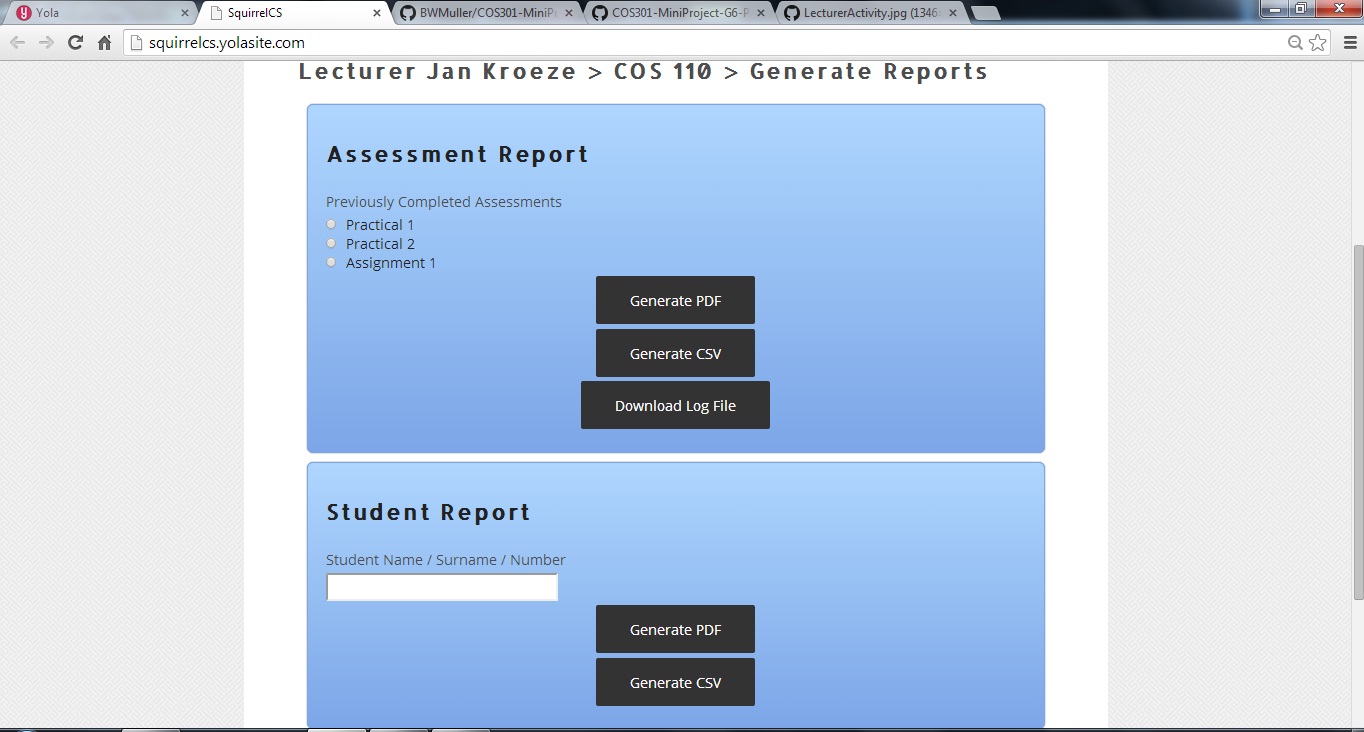 Yola
SquirrelCS
BWMuller/COS301-MiniP
COS301-MiniProject-G6-P
LecturerActivity.jpg (1346
squirrelcs.yolasite.com
Lecturer Jan Kroeze > COS 110 > Generate Reports
Assessment Report
Previously Completed Assessments
Practical 1
Practical 2
Assignment 1
Generate PDF
Generate CSV
Download Log File
Student Report
Student Name / Surname / Number
Generate PDF
Generate CSV